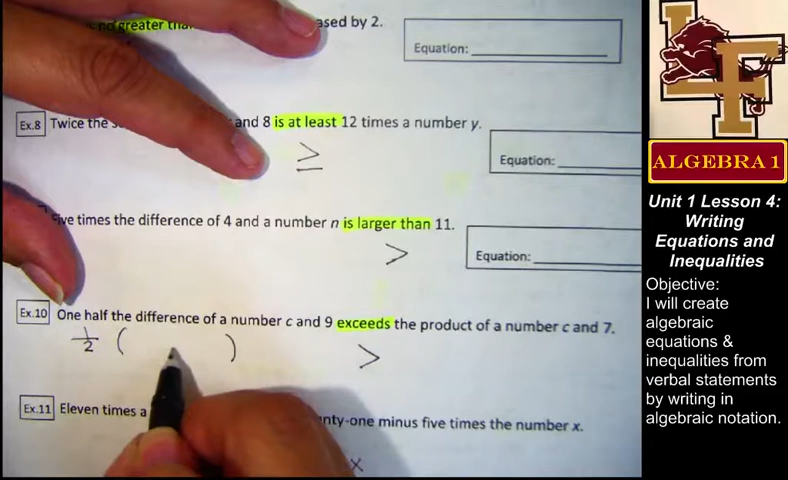 no greater than
ased by 2.
Equation:
Ex.8 Twice the
and 8 is at least 12 times a number y.
≥
Equation:
Five times the difference of 4 and a number n is larger than 11.
>
Equation:
Ex.10 One half the difference of a number c and 9 exceeds the product of a number c and 7.
1/2 ( ) >
Ex.11 Eleven times a
nty-one minus five times the number x.
x
LF
ALGEBRA 1
Unit 1 Lesson 4:
Writing
Equations and
Inequalities
Objective:
I will create
algebraic
equations &
inequalities from
verbal statements
by writing in
algebraic notation.